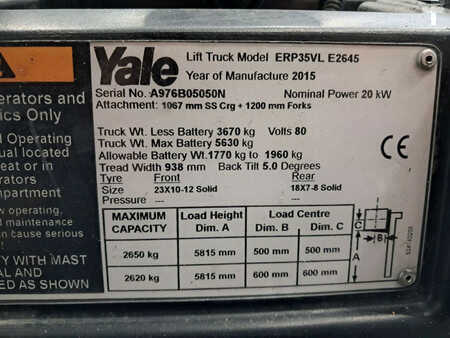 Yale
Lift Truck Model ERP35VL E2645
Year of Manufacture 2015
Serial No. A976B05050N Nominal Power 20 kW
Attachment: 1067 mm SS Crg + 1200 mm Forks
Truck Wt. Less Battery 3670 kg Volts 80
Truck Wt. Max Battery 5630 kg
Allowable Battery Wt. 1770 kg to 1960 kg
Tread Width 938 mm Back Tilt 5.0 Degrees
Tyre Front Rear
Size 23X10-12 Solid 18X7-8 Solid
Pressure --- ---
CE
MAXIMUM CAPACITY Load Height Dim. A Load Centre Dim. B Dim. C
2650 kg 5815 mm 500 mm 500 mm
2620 kg 5815 mm 600 mm 600 mm
C
B
A
erators and
ics Only
Operating
ual located
eat or in
erators
partment
w operating.
d maintenance
n cause serious
Y WITH MAST
AL AND
ED AS SHOWN